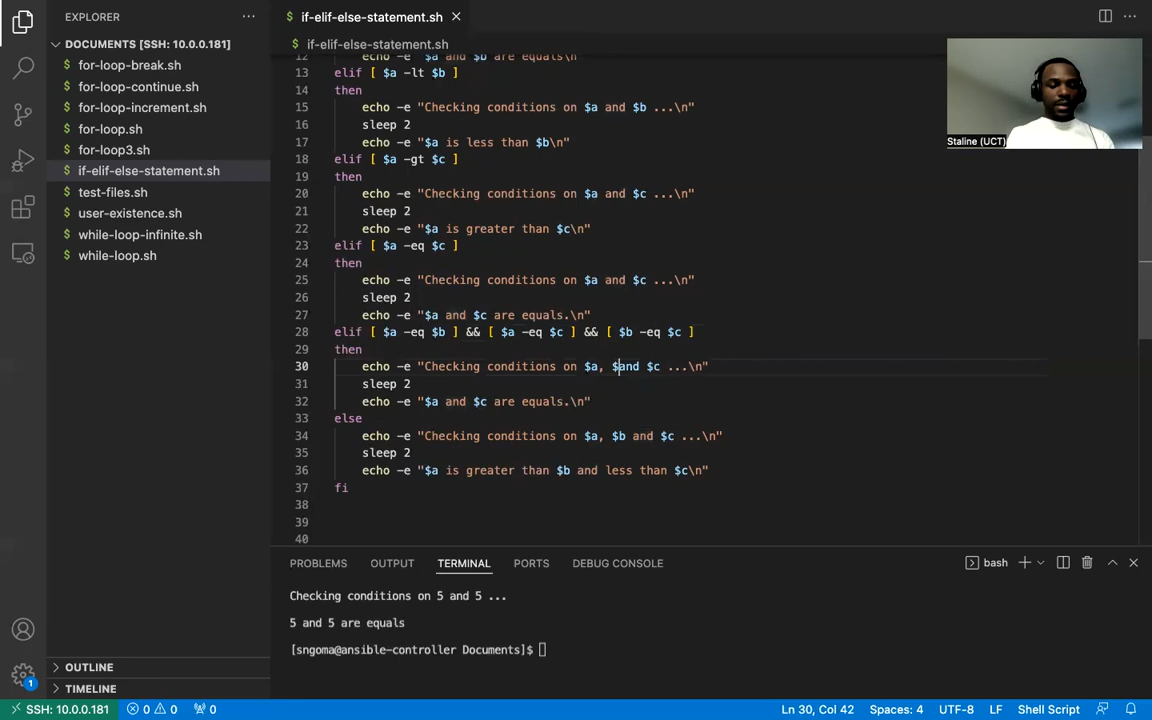 EXPLORER
if-elif-else-statement.sh
DOCUMENTS [SSH: 10.0.0.181]
$ for-loop-break.sh
$ for-loop-continue.sh
$ for-loop-increment.sh
$ for-loop.sh
$ for-loop3.sh
$ if-elif-else-statement.sh
$ test-files.sh
$ user-existence.sh
$ while-loop-infinite.sh
$ while-loop.sh
$ if-elif-else-statement.sh
12 echo -e "$a and $b are equals\n"
13 elif [ $a -lt $b ]
14 then
15 echo -e "Checking conditions on $a and $b ...\n"
16 sleep 2
17 echo -e "$a is less than $b\n"
18 elif [ $a -gt $c ]
19 then
20 echo -e "Checking conditions on $a and $c ...\n"
21 sleep 2
22 echo -e "$a is greater than $c\n"
23 elif [ $a -eq $c ]
24 then
25 echo -e "Checking conditions on $a and $c ...\n"
26 sleep 2
27 echo -e "$a and $c are equals.\n"
28 elif [ $a -eq $b ] && [ $a -eq $c ] && [ $b -eq $c ]
29 then
30 echo -e "Checking conditions on $a, $and $c ...\n"
31 sleep 2
32 echo -e "$a and $c are equals.\n"
33 else
34 echo -e "Checking conditions on $a, $b and $c ...\n"
35 sleep 2
36 echo -e "$a is greater than $b and less than $c\n"
37 fi
38
39
40
Staline (UCT)
PROBLEMS OUTPUT TERMINAL PORTS DEBUG CONSOLE bash
Checking conditions on 5 and 5 ...
5 and 5 are equals
[sngoma@ansible-controller Documents]$
OUTLINE
TIMELINE
1
SSH: 10.0.0.181 0 0 0 Ln 30, Col 42 Spaces: 4 UTF-8 LF Shell Script